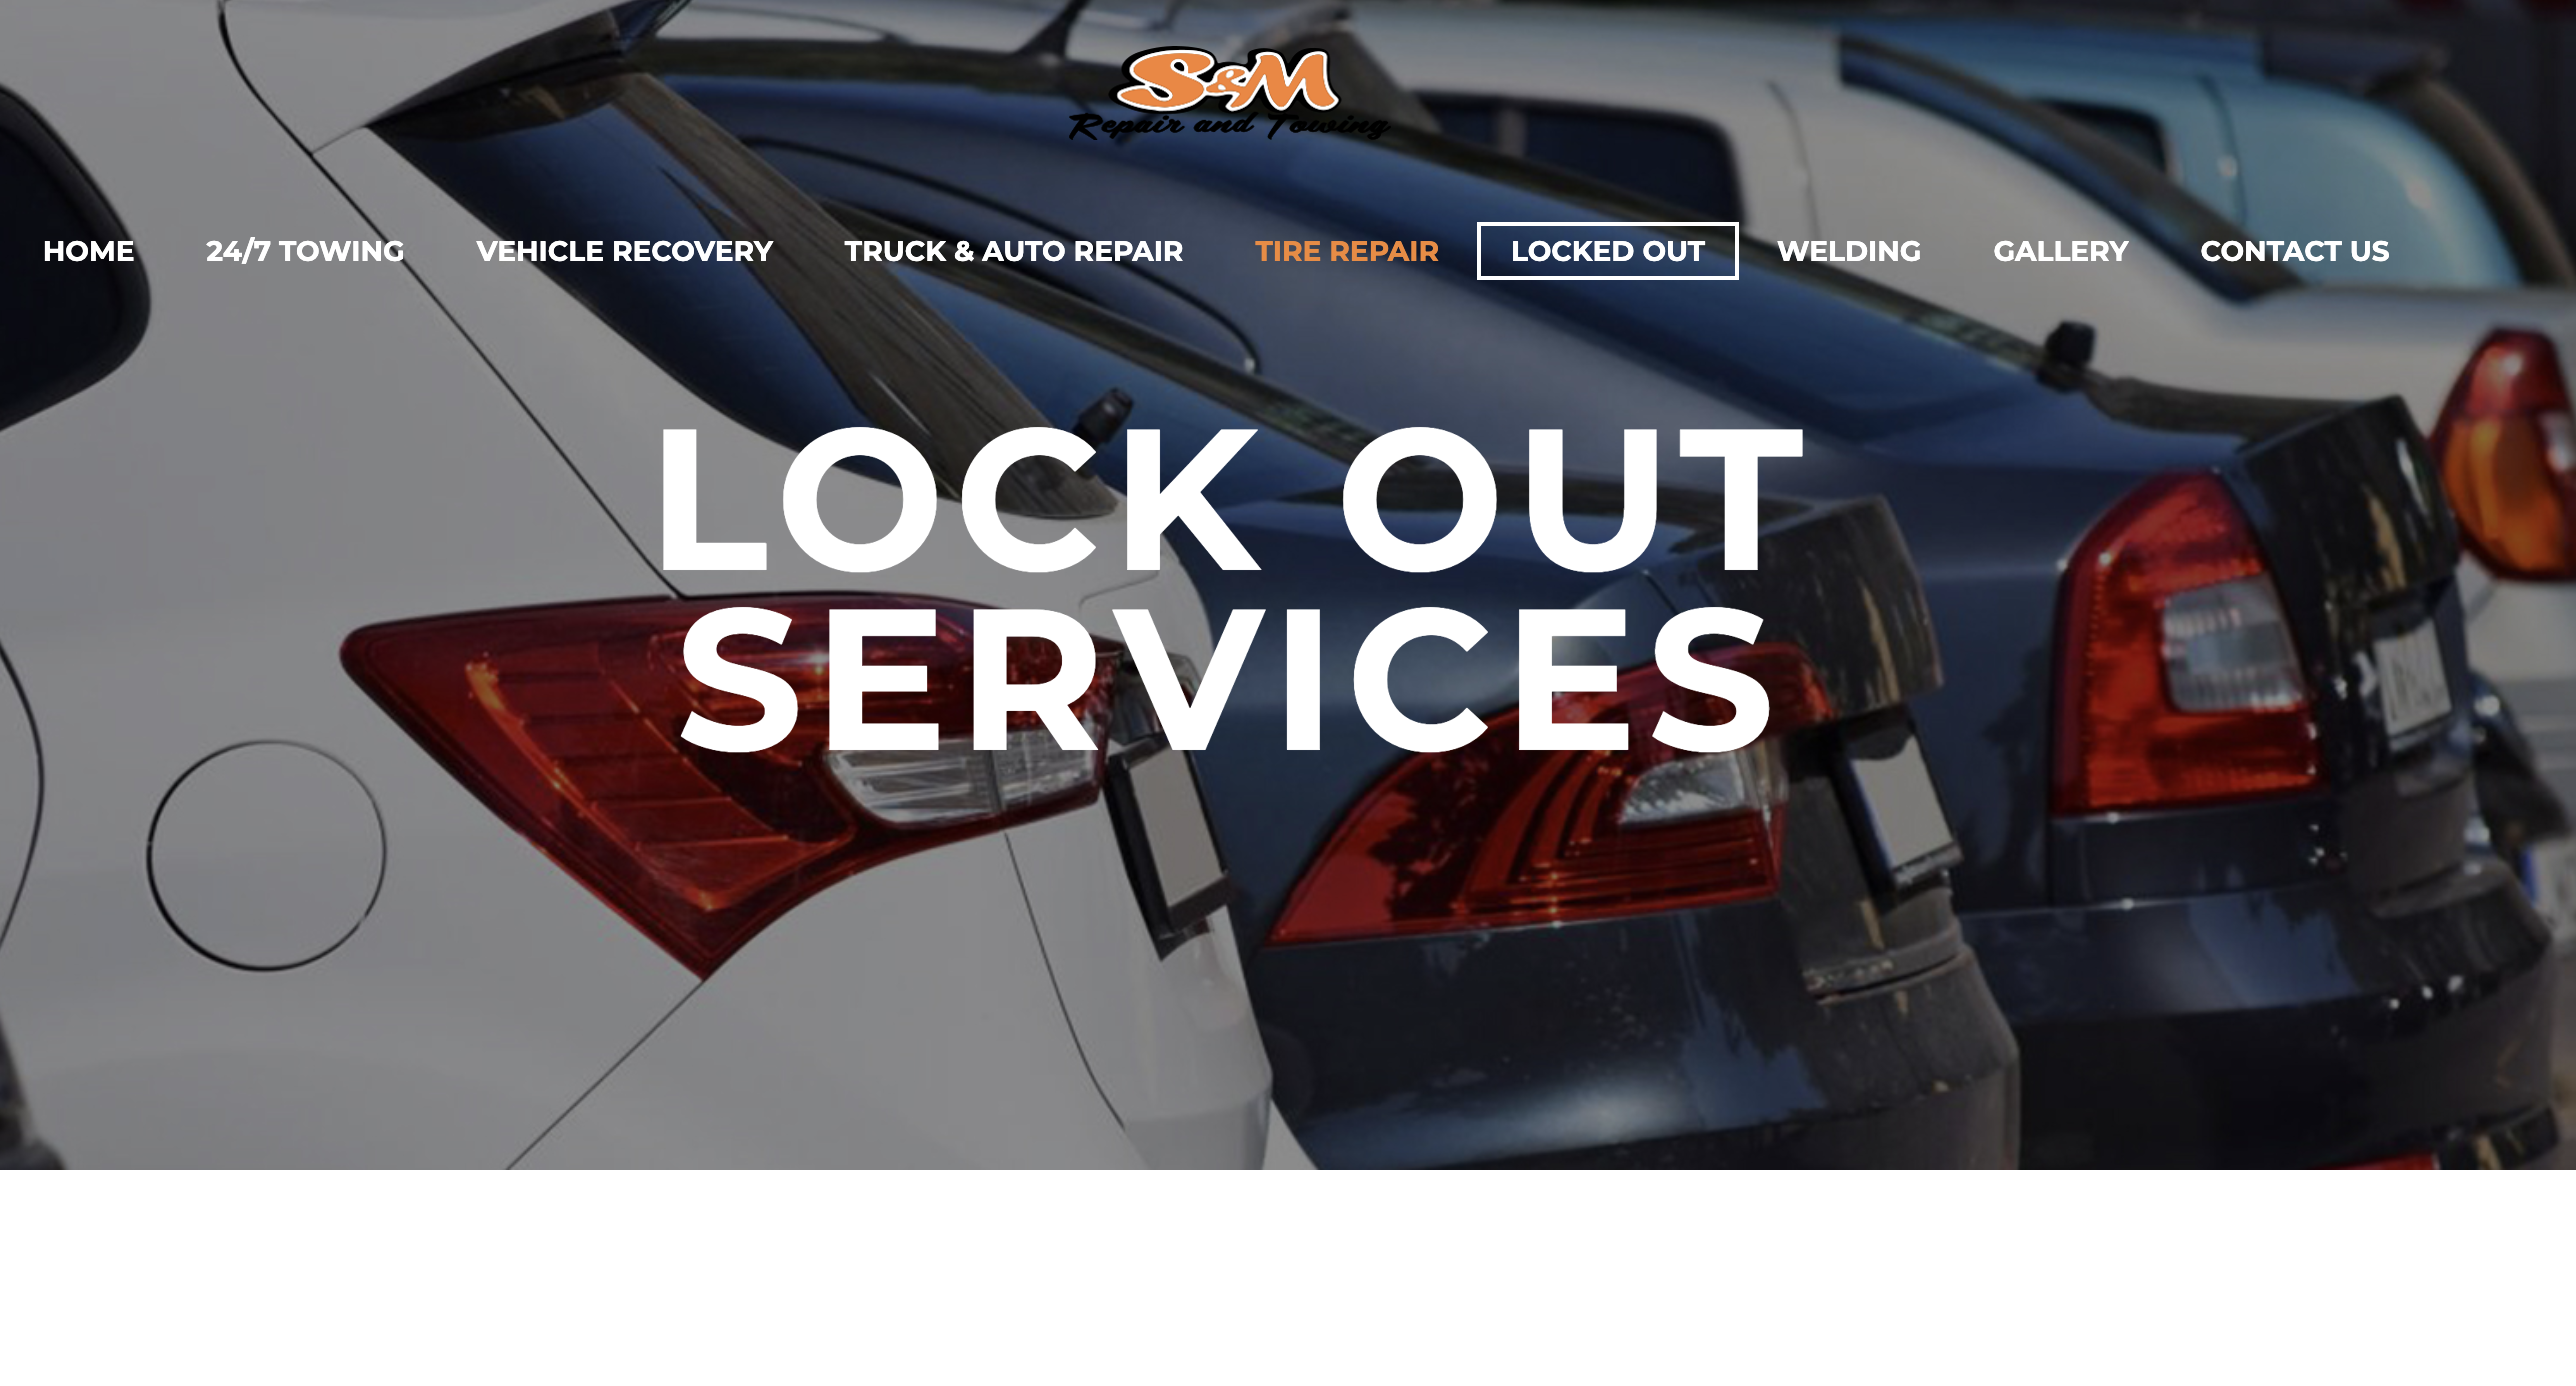 S&M
Repair and Towing
HOME 24/7 TOWING VEHICLE RECOVERY TRUCK & AUTO REPAIR TIRE REPAIR LOCKED OUT WELDING GALLERY CONTACT US
LOCK OUT
SERVICES